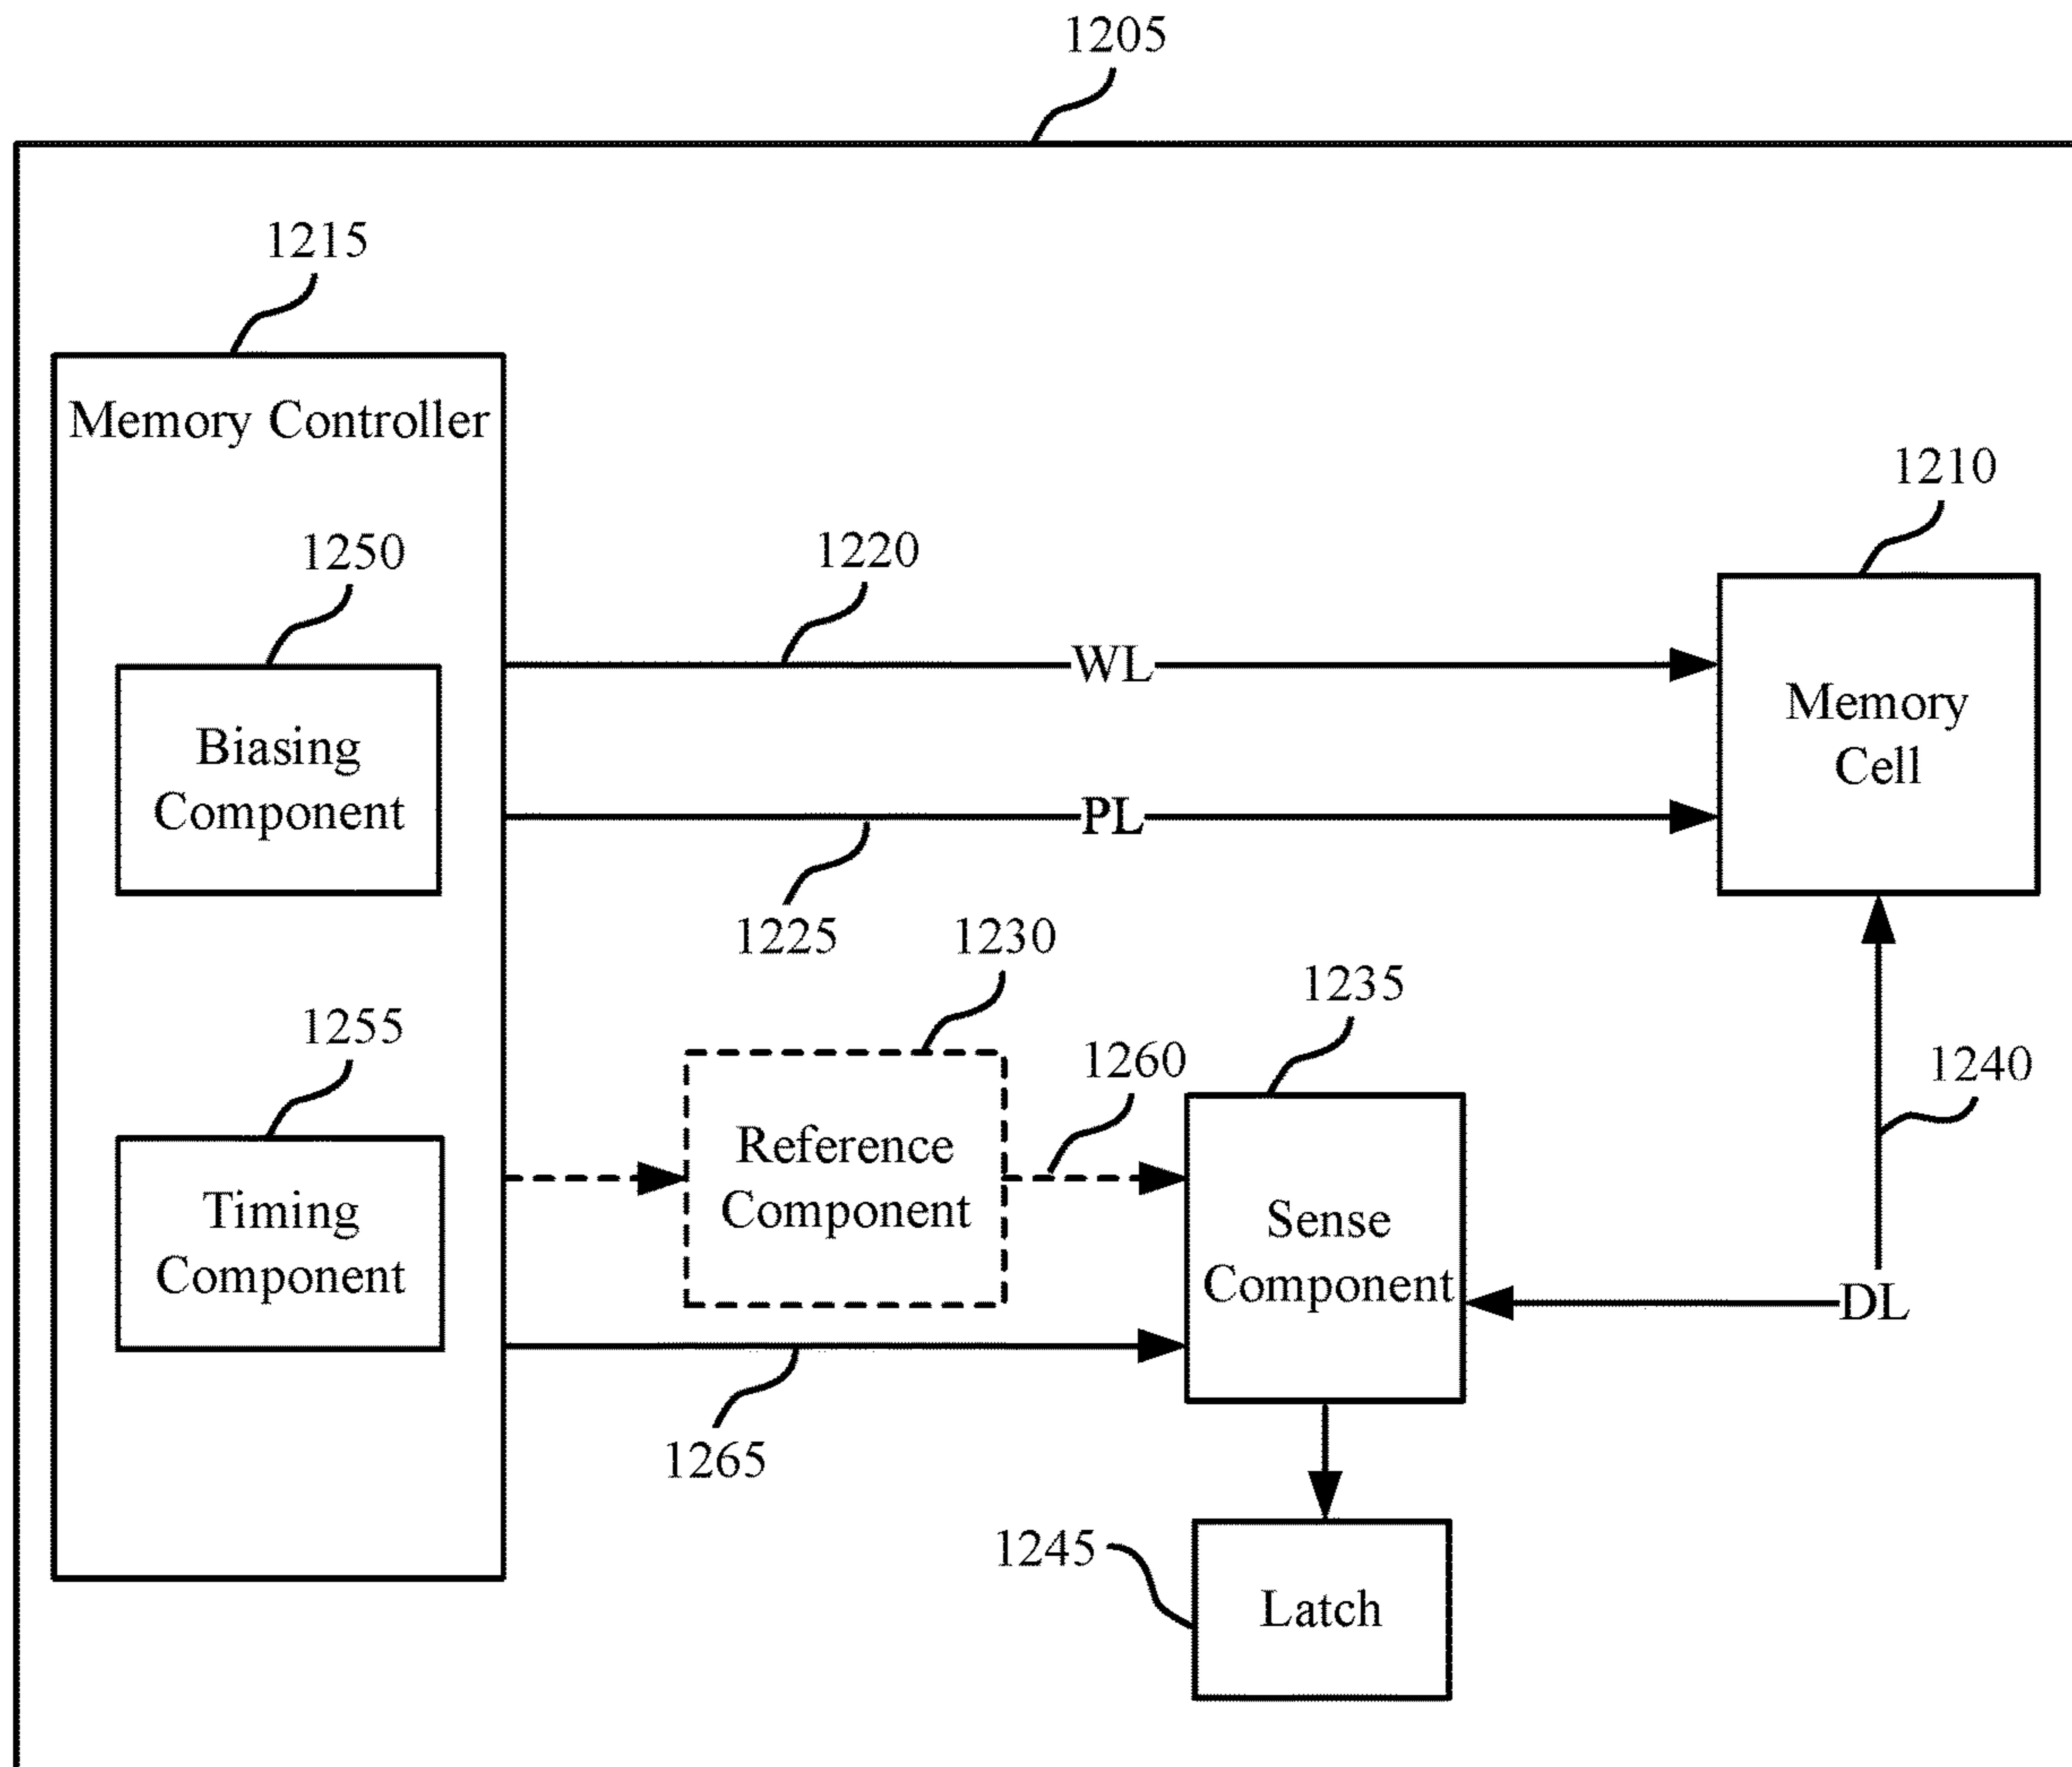 1205
1215
Memory Controller
1210
1250
1220
WL
Memory
Cell
Biasing
Component
PL
1225
1230
1235
1255
1260
1240
Reference
Component
Timing
Component
Sense
Component
DL
1265
1245
Latch